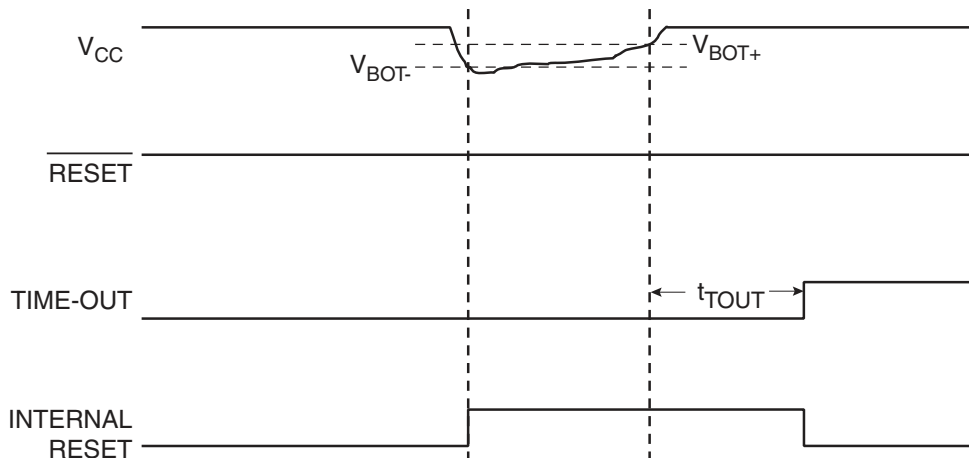 VCC
VBOT-
VBOT+
RESET
TIME-OUT
tTOUT
INTERNAL
RESET